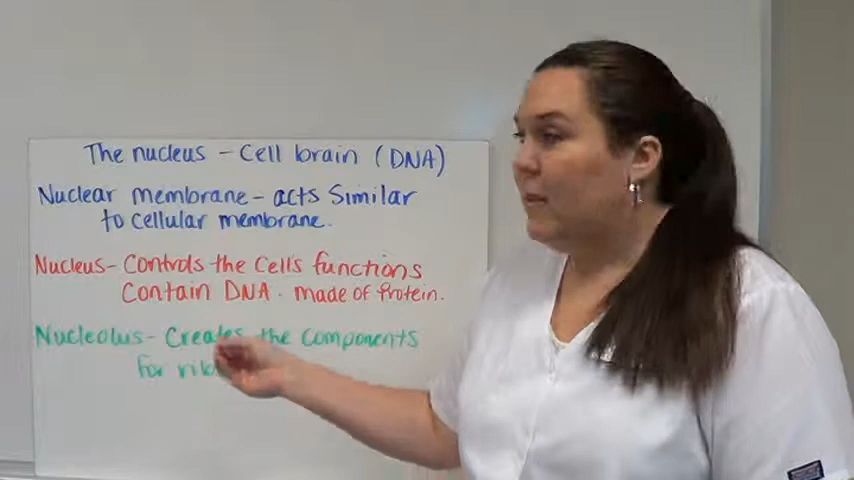 The nucleus - Cell brain (DNA)
Nuclear membrane - acts Similar
to cellular membrane.
Nucleus - Controls the Cell's functions
Contain DNA. made of Protein.
Nucleolus - Creates the Components
for